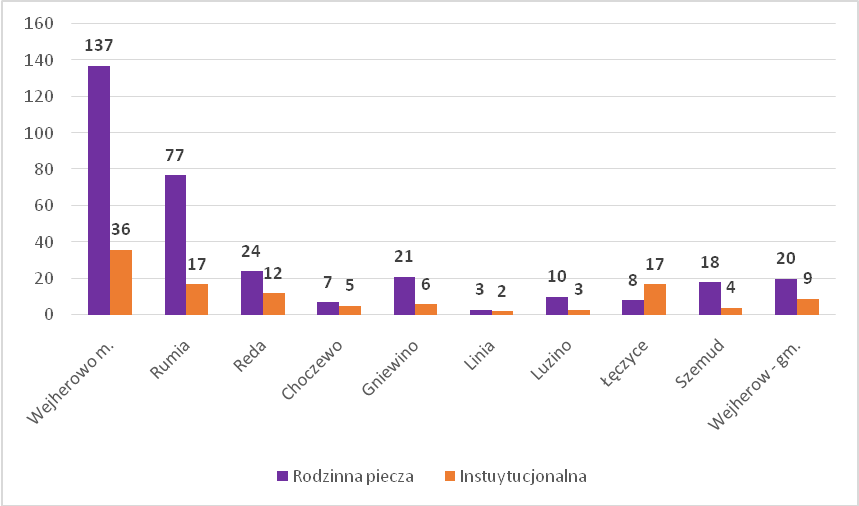 160
140
120
100
80
60
40
20
0
137
36
77
17
24
12
7
5
21
6
3
2
10
3
8
17
18
4
20
9
Wejherowo m.
Rumia
Reda
Choczewo
Gniewino
Linia
Luzino
Łęczyce
Szemud
Wejherow - gm.
Rodzinna piecza
Instuytucjonalna